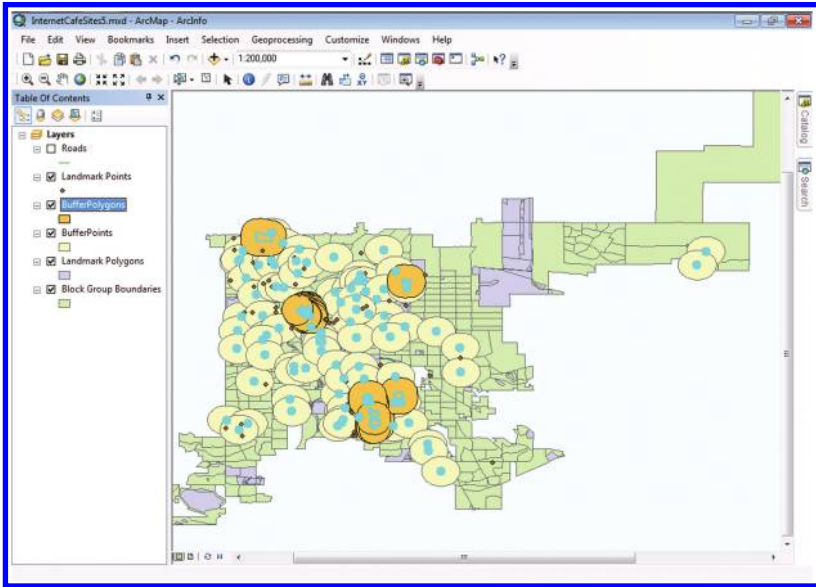 InternetCafeSites5.mxd - ArcMap - ArcInfo
File Edit View Bookmarks Insert Selection Geoprocessing Customize Windows Help
1:200,000
Table Of Contents
Layers
Roads
Landmark Points
BufferPolygons
BufferPoints
Landmark Polygons
Block Group Boundaries
Catalog
Search